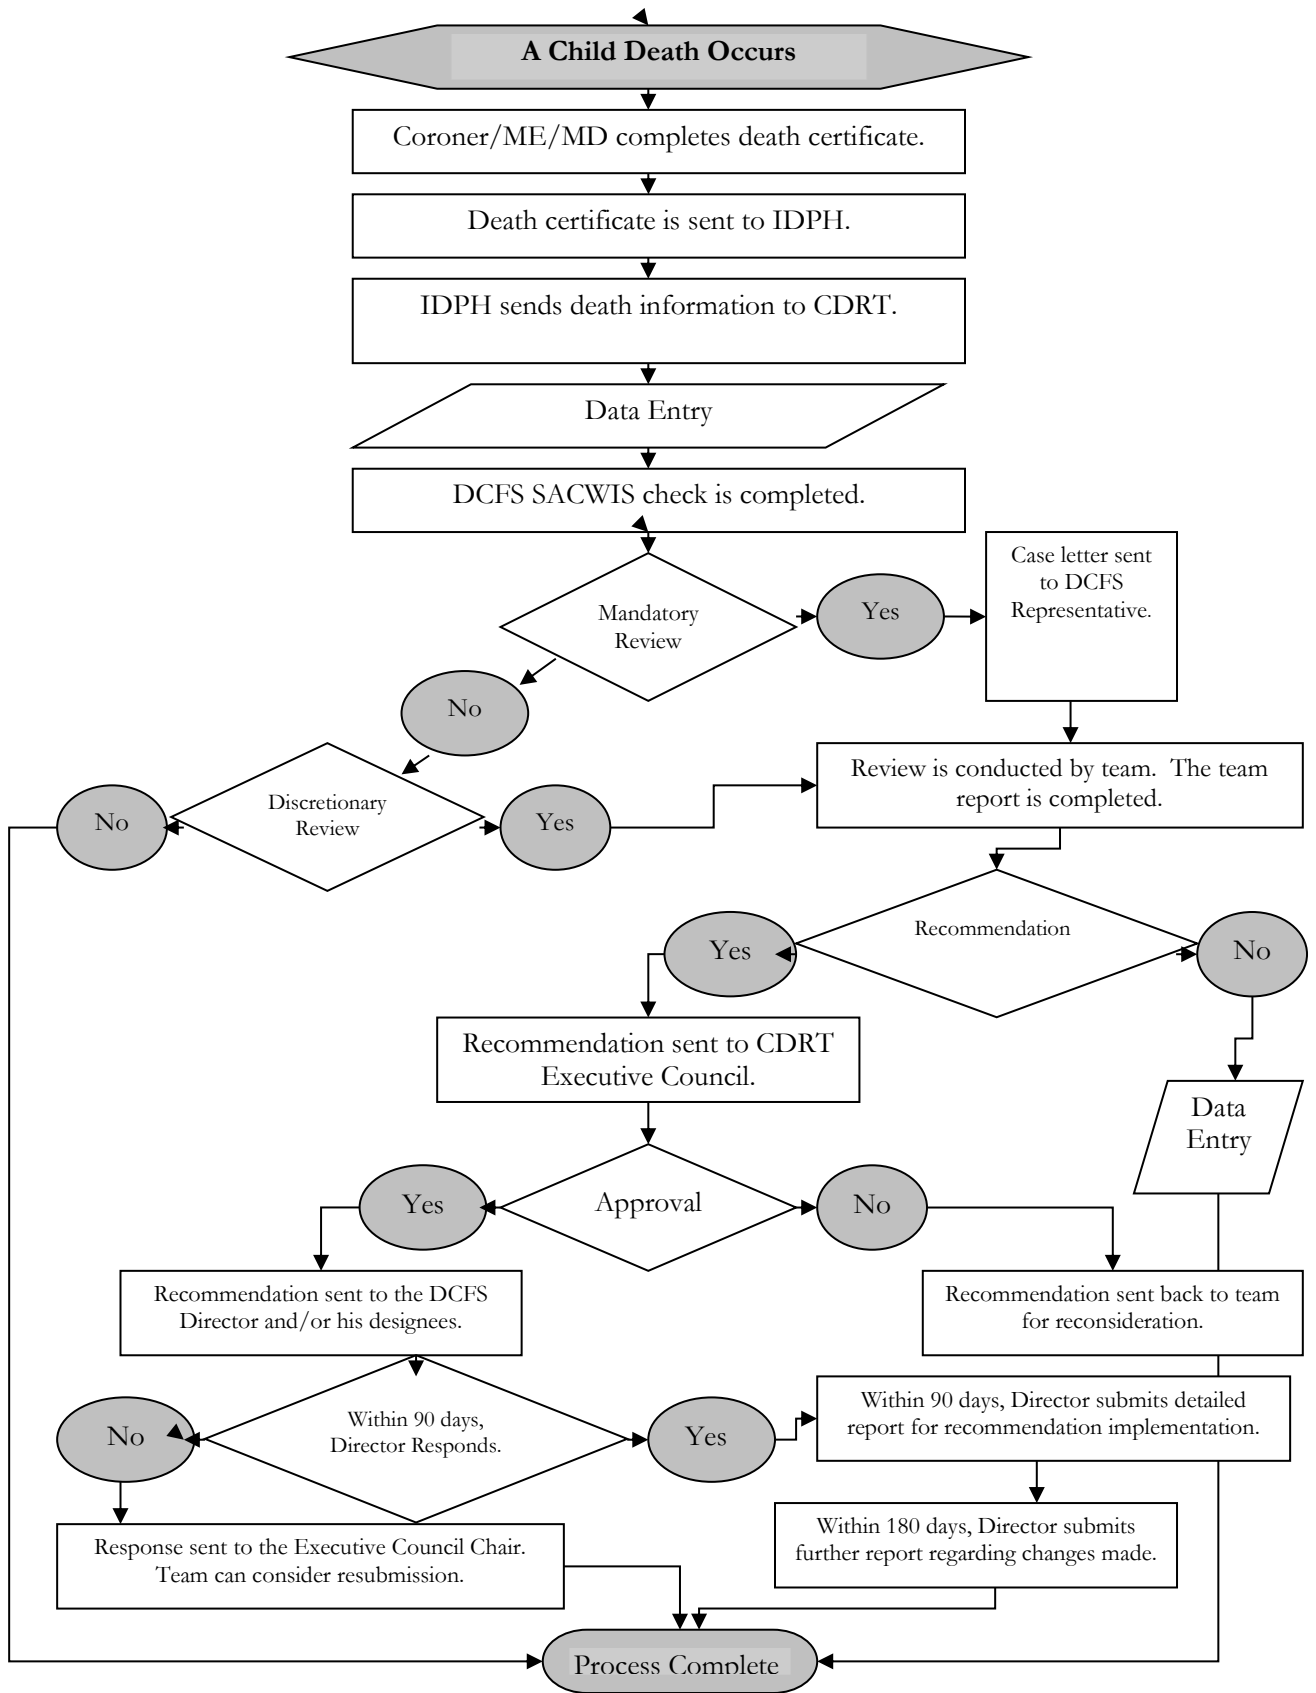 A Child Death Occurs
Coroner/ME/MD completes death certificate.
Death certificate is sent to IDPH.
IDPH sends death information to CDRT.
Data Entry
DCFS SACWIS check is completed.
Case letter sent
to DCFS
Representative.
Mandatory
Review
Yes
No
Review is conducted by team.  The team
report is completed.
Discretionary
Review
No
Yes
Recommendation
Yes
No
Recommendation sent to CDRT
Executive Council.
Data
Entry
Approval
Yes
No
Recommendation sent to the DCFS
Director and/or his designees.
Recommendation sent back to team
for reconsideration.
Within 90 days,
Director Responds.
No
Yes
Within 90 days, Director submits detailed
report for recommendation implementation.
Within 180 days, Director submits
further report regarding changes made.
Response sent to the Executive Council Chair.
Team can consider resubmission.
Process Complete